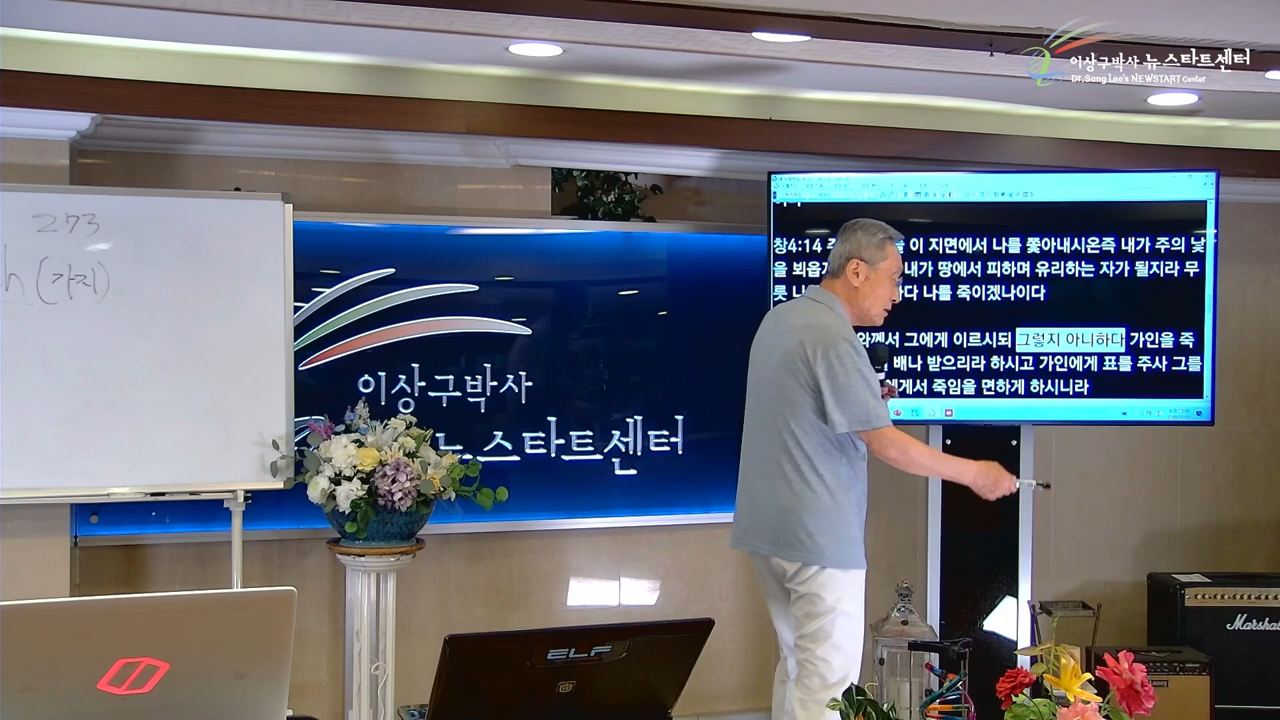 이상구박사 뉴스타트센터
Dr. Sang Lee's NEWSTART Center
273
h (가지)
이상구박사
뉴스타트센터
창4:14 이 지면에서 나를 쫓아내시온즉 내가 주의 낯
을 뵈옵지 내가 땅에서 피하며 유리하는 자가 될지라 무
릇 나를 나를 죽이겠나이다
그에게 이르시되 그렇지 아니하다 가인을 죽
배나 받으리라 하시고 가인에게 표를 주사 그를
에게서 죽임을 면하게 하시니라
ELF
Marshal